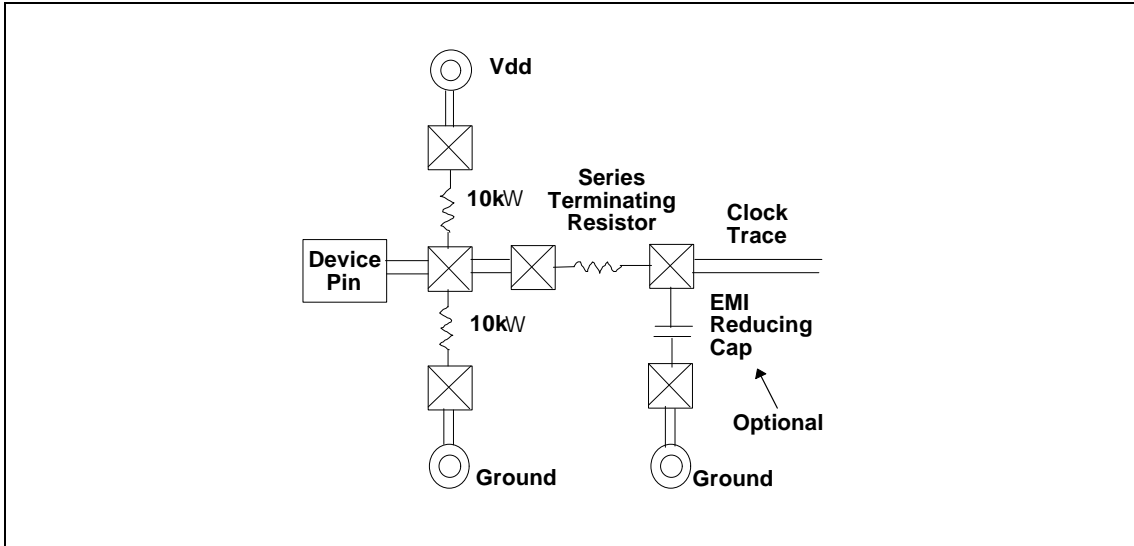 Vdd
10kW
Series
Terminating
Resistor
Clock
Trace
Device
Pin
10kW
EMI
Reducing
Cap
Optional
Ground
Ground